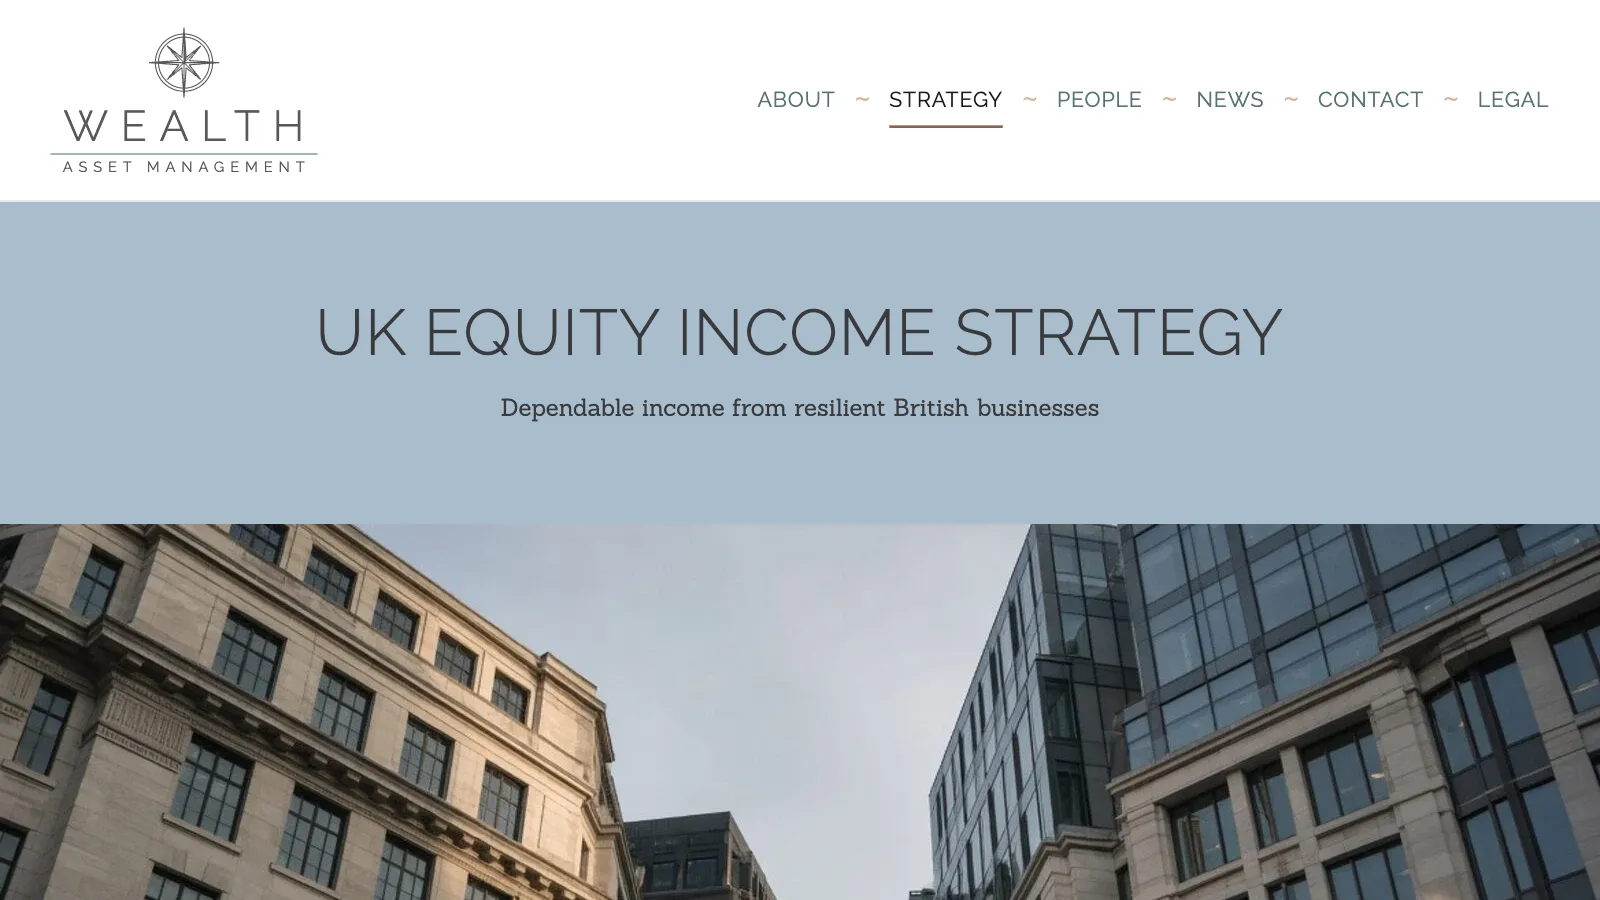 WEALTH
ASSET MANAGEMENT
ABOUT ~ STRATEGY ~ PEOPLE ~ NEWS ~ CONTACT ~ LEGAL
UK EQUITY INCOME STRATEGY
Dependable income from resilient British businesses